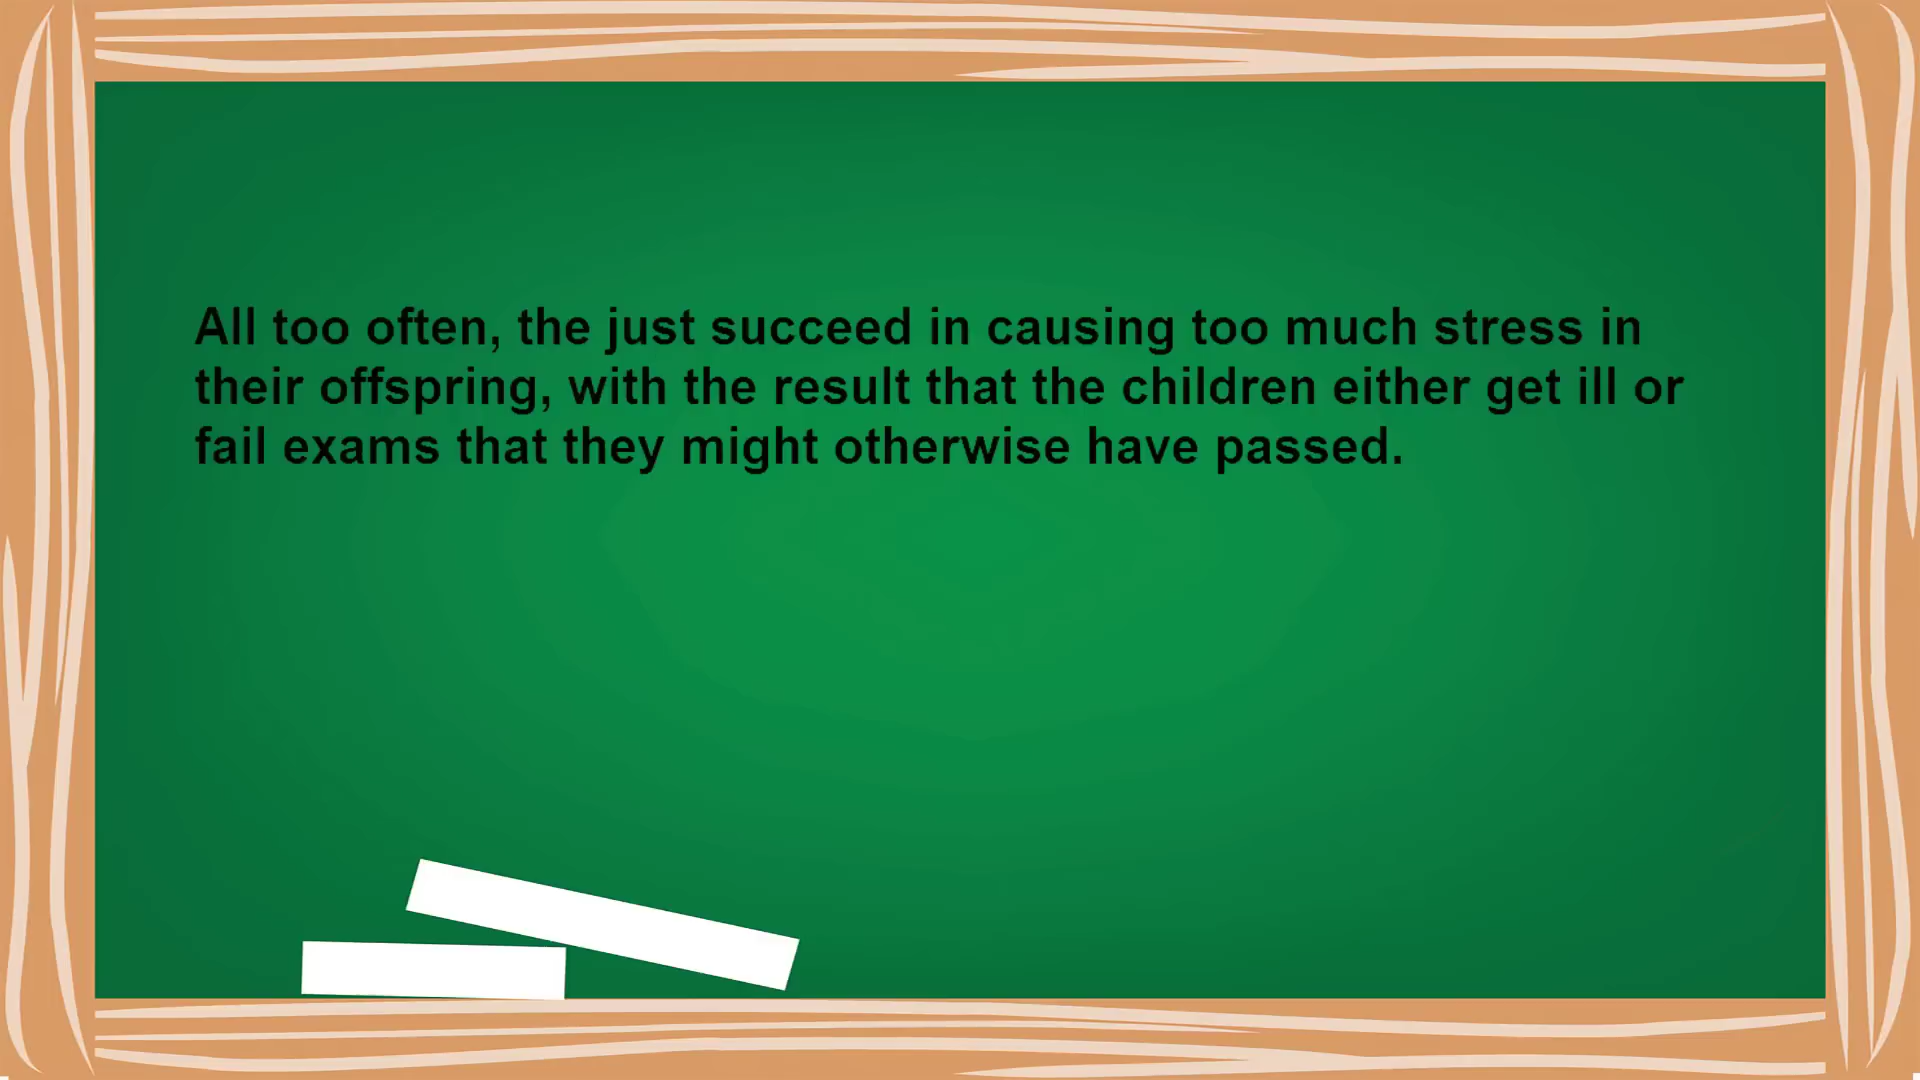 All too often, the just succeed in causing too much stress in
their offspring, with the result that the children either get ill or
fail exams that they might otherwise have passed.